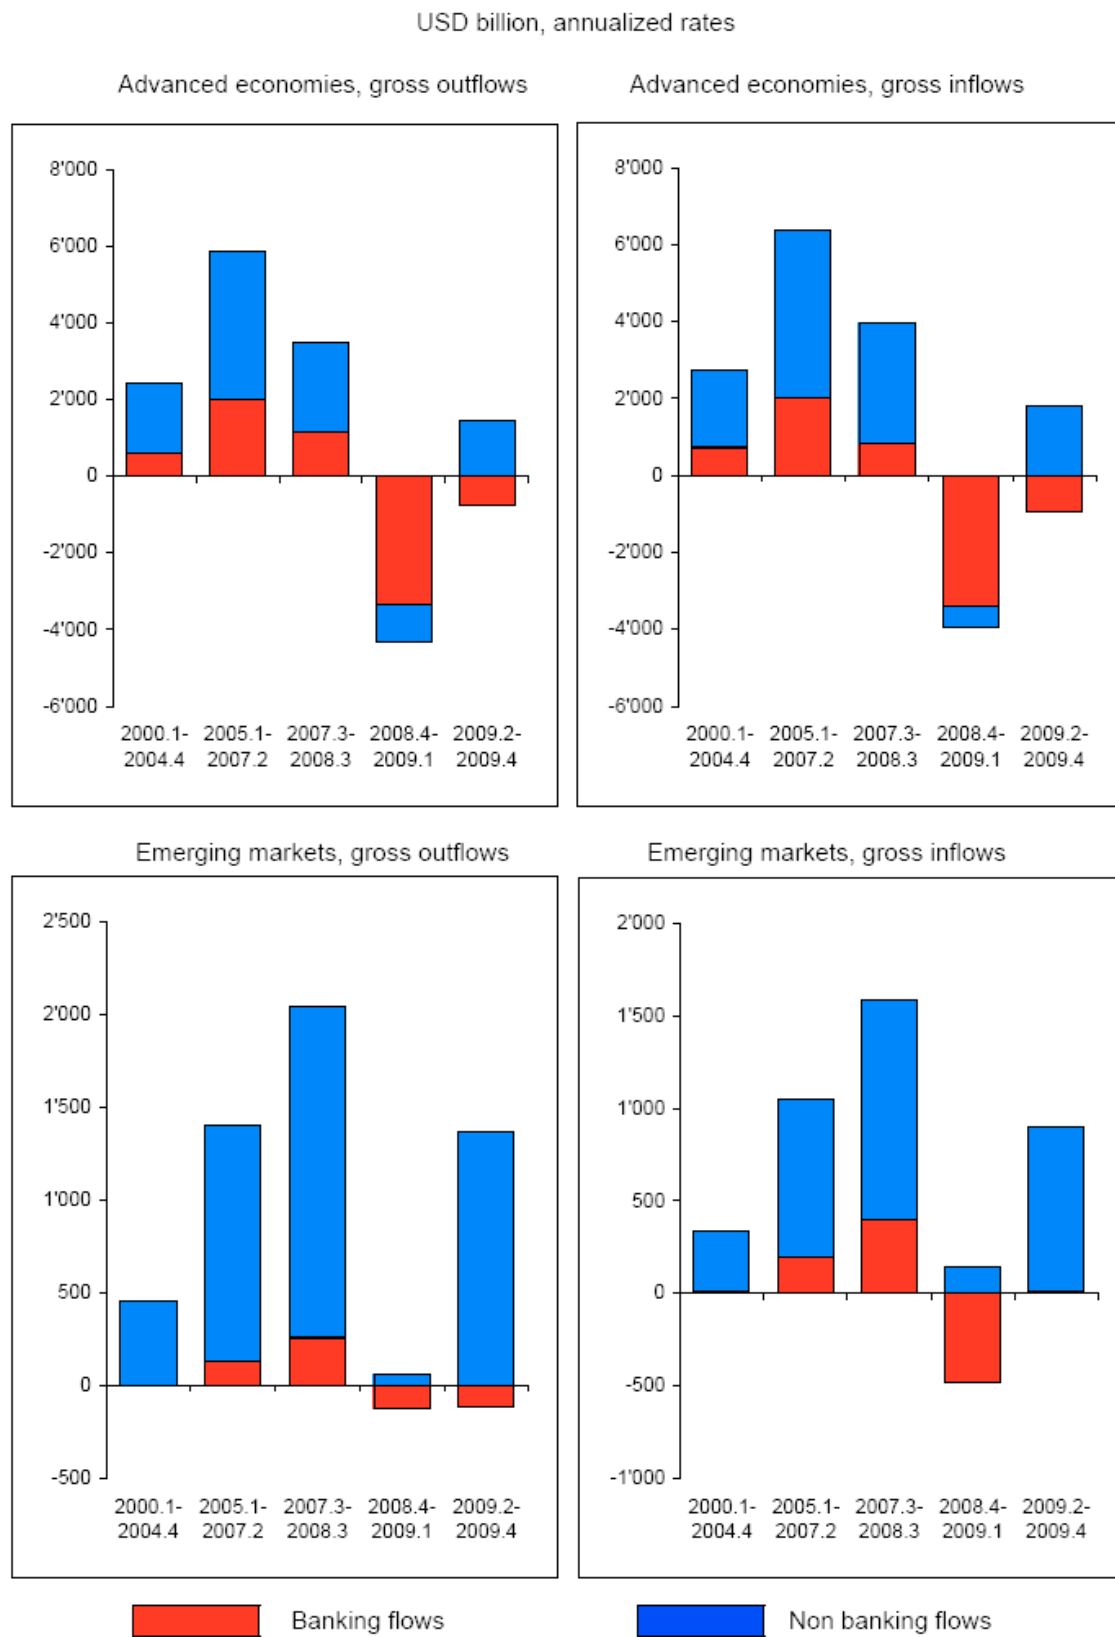 USD billion, annualized rates
Advanced economies, gross outflows
Advanced economies, gross inflows
8'000
6'000
4'000
2'000
0
-2'000
-4'000
-6'000
2000.1- 2005.1- 2007.3- 2008.4- 2009.2-
2004.4 2007.2 2008.3 2009.1 2009.4
8'000
6'000
4'000
2'000
0
-2'000
-4'000
-6'000
2000.1- 2005.1- 2007.3- 2008.4- 2009.2-
2004.4 2007.2 2008.3 2009.1 2009.4
Emerging markets, gross outflows
Emerging markets, gross inflows
2'500
2'000
1'500
1'000
500
0
-500
2000.1- 2005.1- 2007.3- 2008.4- 2009.2-
2004.4 2007.2 2008.3 2009.1 2009.4
2'000
1'500
1'000
500
0
-500
-1'000
2000.1- 2005.1- 2007.3- 2008.4- 2009.2-
2004.4 2007.2 2008.3 2009.1 2009.4
Banking flows
Non banking flows